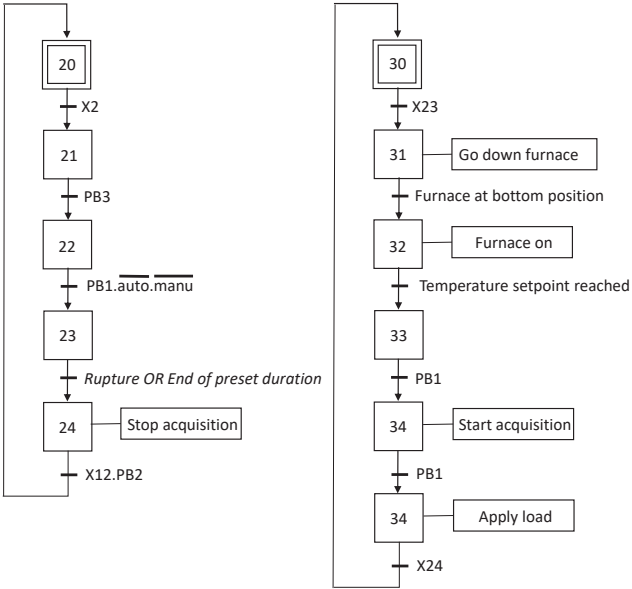 20
X2
21
PB3
22
PB1.a̅u̅t̅o̅.m̅a̅n̅u̅
23
Rupture OR End of preset duration
24
Stop acquisition
X12.PB2
30
X23
31
Go down furnace
Furnace at bottom position
32
Furnace on
Temperature setpoint reached
33
PB1
34
Start acquisition
PB1
34
Apply load
X24